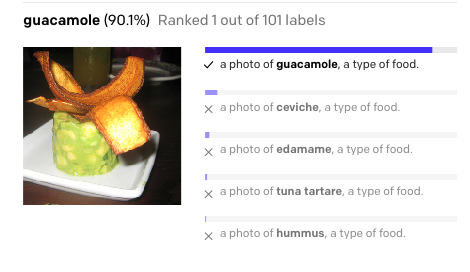 guacamole (90.1%) Ranked 1 out of 101 labels
✓ a photo of guacamole, a type of food.
× a photo of ceviche, a type of food.
× a photo of edamame, a type of food.
× a photo of tuna tartare, a type of food.
× a photo of hummus, a type of food.